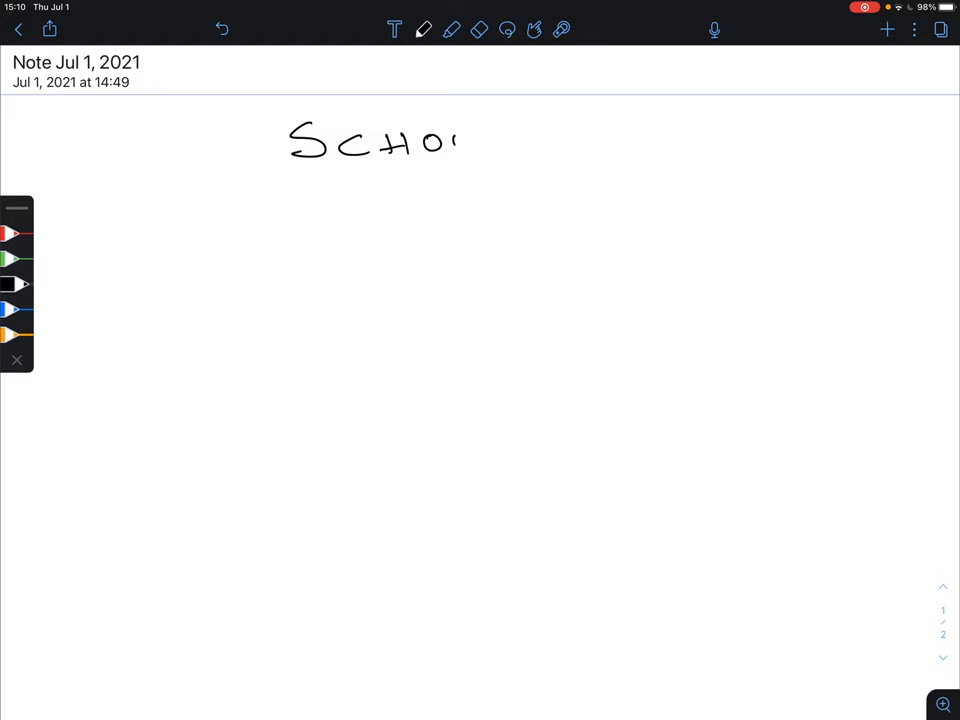 15:10 Thu Jul 1 98%
Note Jul 1, 2021
Jul 1, 2021 at 14:49
SCHO
1
/
2